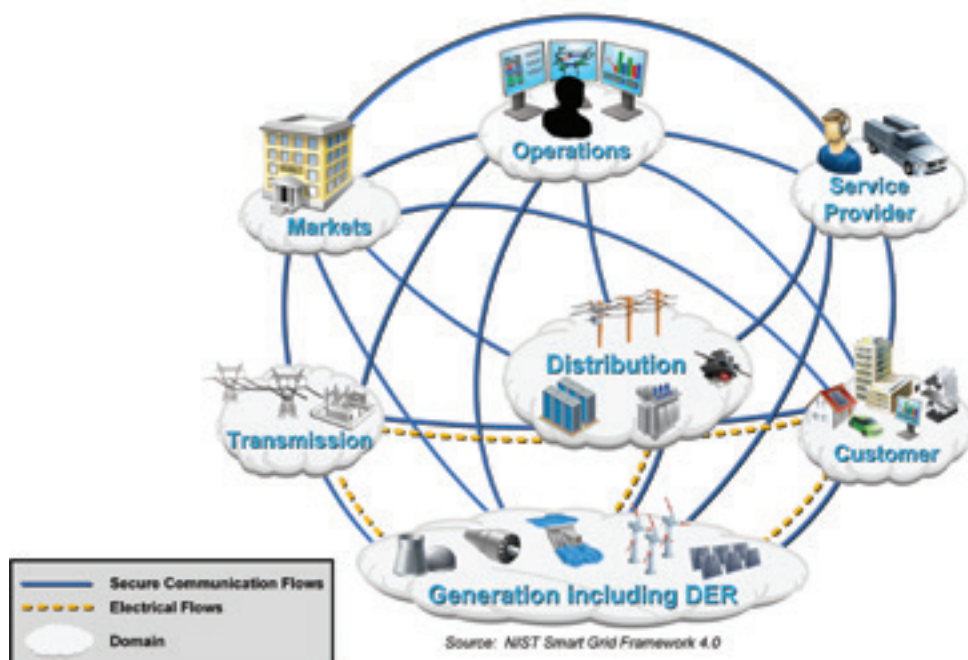 Operations
Markets
Service
Provider
Distribution
Transmission
Customer
Generation including DER
Secure Communication Flows
Electrical Flows
Domain
Source: NIST Smart Grid Framework 4.0